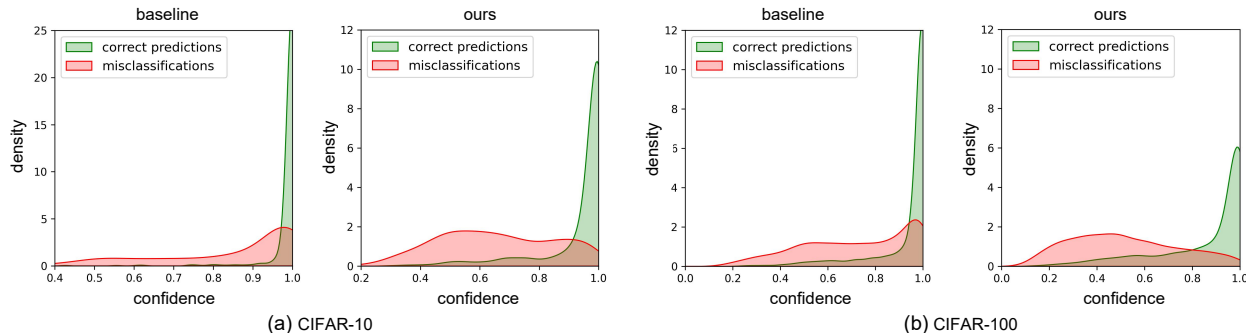 baseline
25
20
15
10
5
0
density
correct predictions
misclassifications
0.4 0.5 0.6 0.7 0.8 0.9 1.0
confidence
ours
12
10
8
6
4
2
0
density
correct predictions
misclassifications
0.2 0.4 0.6 0.8 1.0
confidence
(a) CIFAR-10
baseline
12
10
8
6
4
2
0
density
correct predictions
misclassifications
0.0 0.2 0.4 0.6 0.8 1.0
confidence
ours
12
10
8
6
4
2
0
density
correct predictions
misclassifications
0.0 0.2 0.4 0.6 0.8 1.0
confidence
(b) CIFAR-100